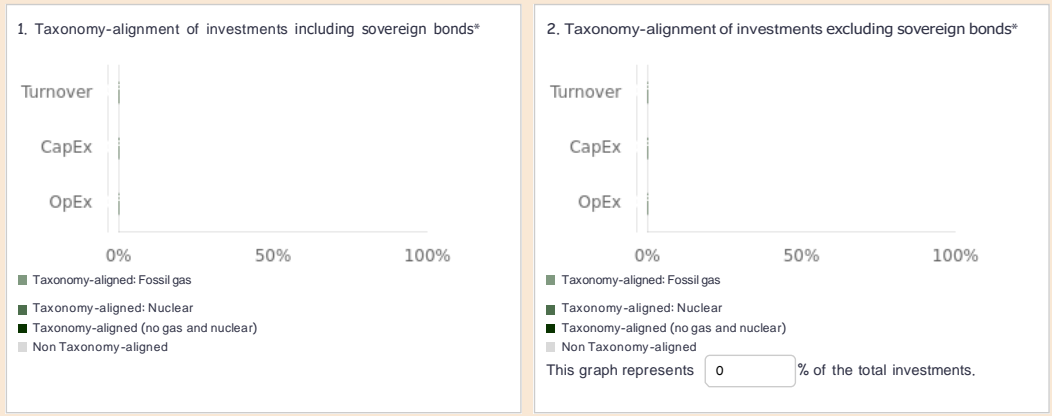 1. Taxonomy-alignment of investments including sovereign bonds*
Turnover
CapEx
OpEx
0% 50% 100%
Taxonomy-aligned: Fossil gas
Taxonomy-aligned: Nuclear
Taxonomy-aligned (no gas and nuclear)
Non Taxonomy-aligned
2. Taxonomy-alignment of investments excluding sovereign bonds*
Turnover
CapEx
OpEx
0% 50% 100%
Taxonomy-aligned: Fossil gas
Taxonomy-aligned: Nuclear
Taxonomy-aligned (no gas and nuclear)
Non Taxonomy-aligned
This graph represents 0 % of the total investments.